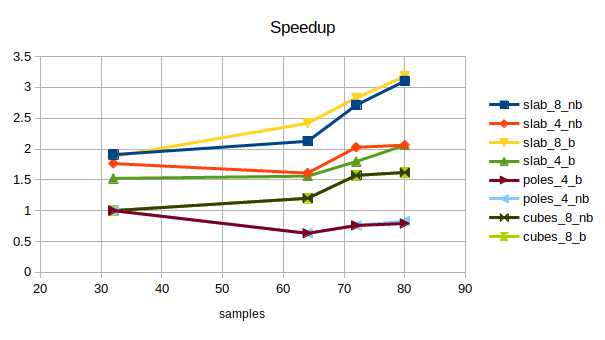 Speedup
3.5
3
2.5
2
1.5
1
0.5
0
20 30 40 50 60 70 80 90
samples
slab_8_nb
slab_4_nb
slab_8_b
slab_4_b
poles_4_b
poles_4_nb
cubes_8_nb
cubes_8_b